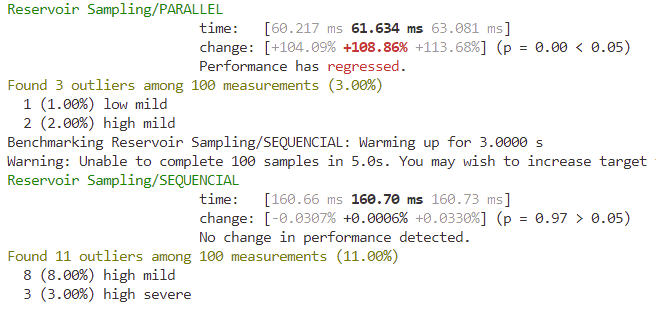 Reservoir Sampling/PARALLEL
time: [60.217 ms 61.634 ms 63.081 ms]
change: [+104.09% +108.86% +113.68%] (p = 0.00 < 0.05)
Performance has regressed.
Found 3 outliers among 100 measurements (3.00%)
1 (1.00%) low mild
2 (2.00%) high mild
Benchmarking Reservoir Sampling/SEQUENCIAL: Warming up for 3.0000 s
Warning: Unable to complete 100 samples in 5.0s. You may wish to increase target
Reservoir Sampling/SEQUENCIAL
time: [160.66 ms 160.70 ms 160.73 ms]
change: [-0.0307% +0.0006% +0.0330%] (p = 0.97 > 0.05)
No change in performance detected.
Found 11 outliers among 100 measurements (11.00%)
8 (8.00%) high mild
3 (3.00%) high severe